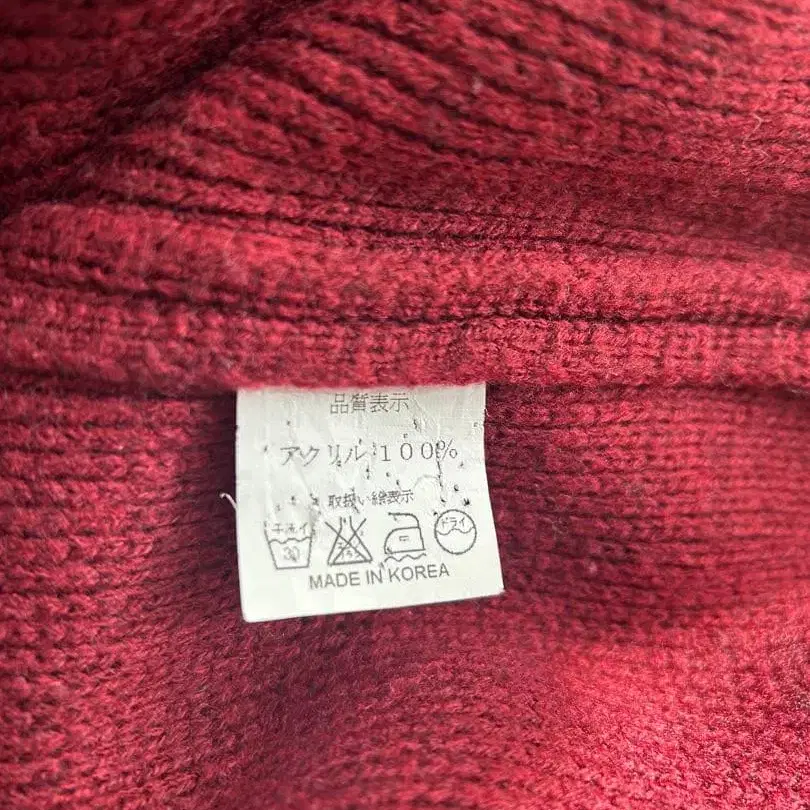 品質表示
アクリル 100%
取扱い絵表示
手洗イ ドライ
30
MADE IN KOREA